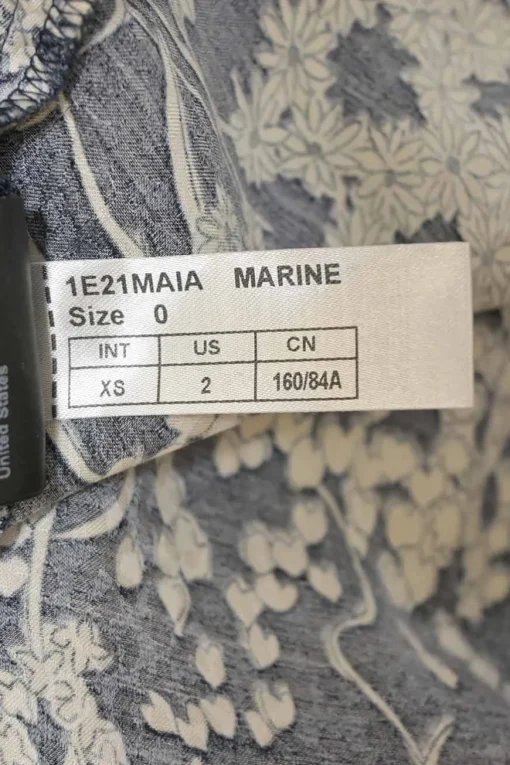 1E21MAIA MARINE
Size 0
INT US CN
XS 2 160/84A
United States